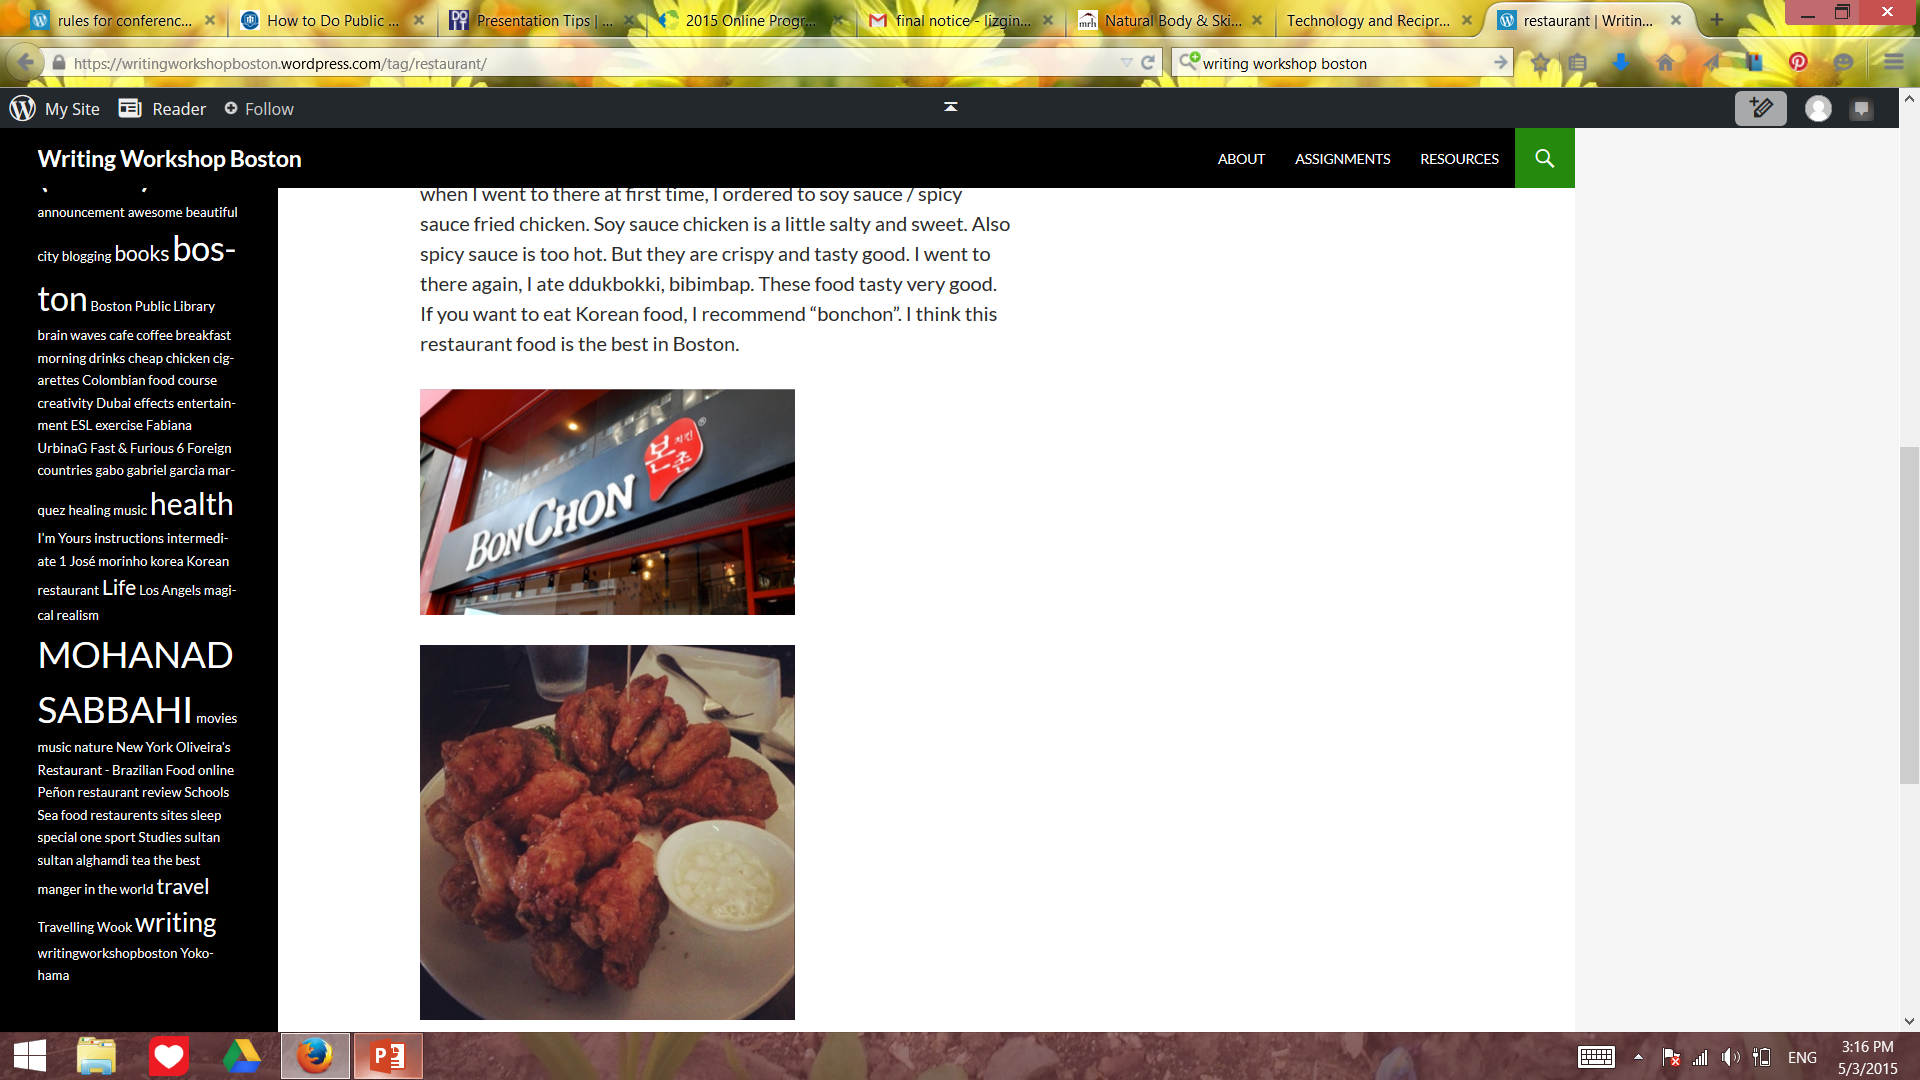 rules for conferenc...
How to Do Public ...
Presentation Tips | ...
2015 Online Progr...
final notice - lizgin...
Natural Body & Ski...
Technology and Recipr...
restaurant | Writin...
https://writingworkshopboston.wordpress.com/tag/restaurant/
writing workshop boston
My Site
Reader
Follow
Writing Workshop Boston
ABOUT
ASSIGNMENTS
RESOURCES
announcement awesome beautiful
city blogging books bos-
ton Boston Public Library
brain waves cafe coffee breakfast
morning drinks cheap chicken cig-
arettes Colombian food course
creativity Dubai effects entertain-
ment ESL exercise Fabiana
UrbinaG Fast & Furious 6 Foreign
countries gabo gabriel garcia mar-
quez healing music health
I'm Yours instructions intermedi-
ate 1 José morinho korea Korean
restaurant Life Los Angels magi-
cal realism
MOHANAD
SABBAHI movies
music nature New York Oliveira's
Restaurant - Brazilian Food online
Peñon restaurant review Schools
Sea food restaurents sites sleep
special one sport Studies sultan
sultan alghamdi tea the best
manger in the world travel
Travelling Wook writing
writingworkshopboston Yoko-
hama
when I went to there at first time, I ordered to soy sauce / spicy
sauce fried chicken. Soy sauce chicken is a little salty and sweet. Also
spicy sauce is too hot. But they are crispy and tasty good. I went to
there again, I ate ddukbokki, bibimbap. These food tasty very good.
If you want to eat Korean food, I recommend “bonchon”. I think this
restaurant food is the best in Boston.
BONCHON
본촌
치킨
®
ENG
3:16 PM
5/3/2015